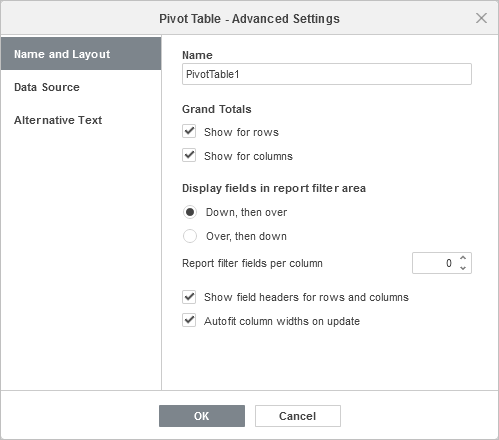 Pivot Table - Advanced Settings
Name and Layout
Data Source
Alternative Text
Name
PivotTable1
Grand Totals
Show for rows
Show for columns
Display fields in report filter area
Down, then over
Over, then down
Report filter fields per column
0
Show field headers for rows and columns
Autofit column widths on update
OK
Cancel